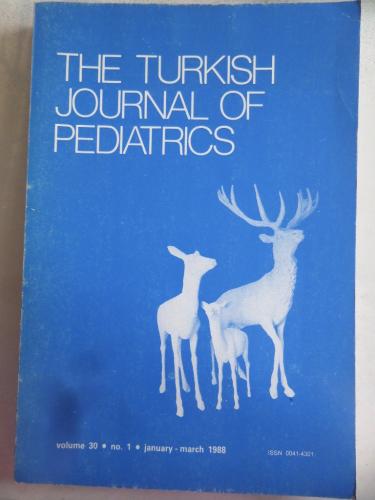 THE TURKISH
JOURNAL OF
PEDIATRICS
volume 30 • no. 1 • january - march 1988
ISSN 0041-4301